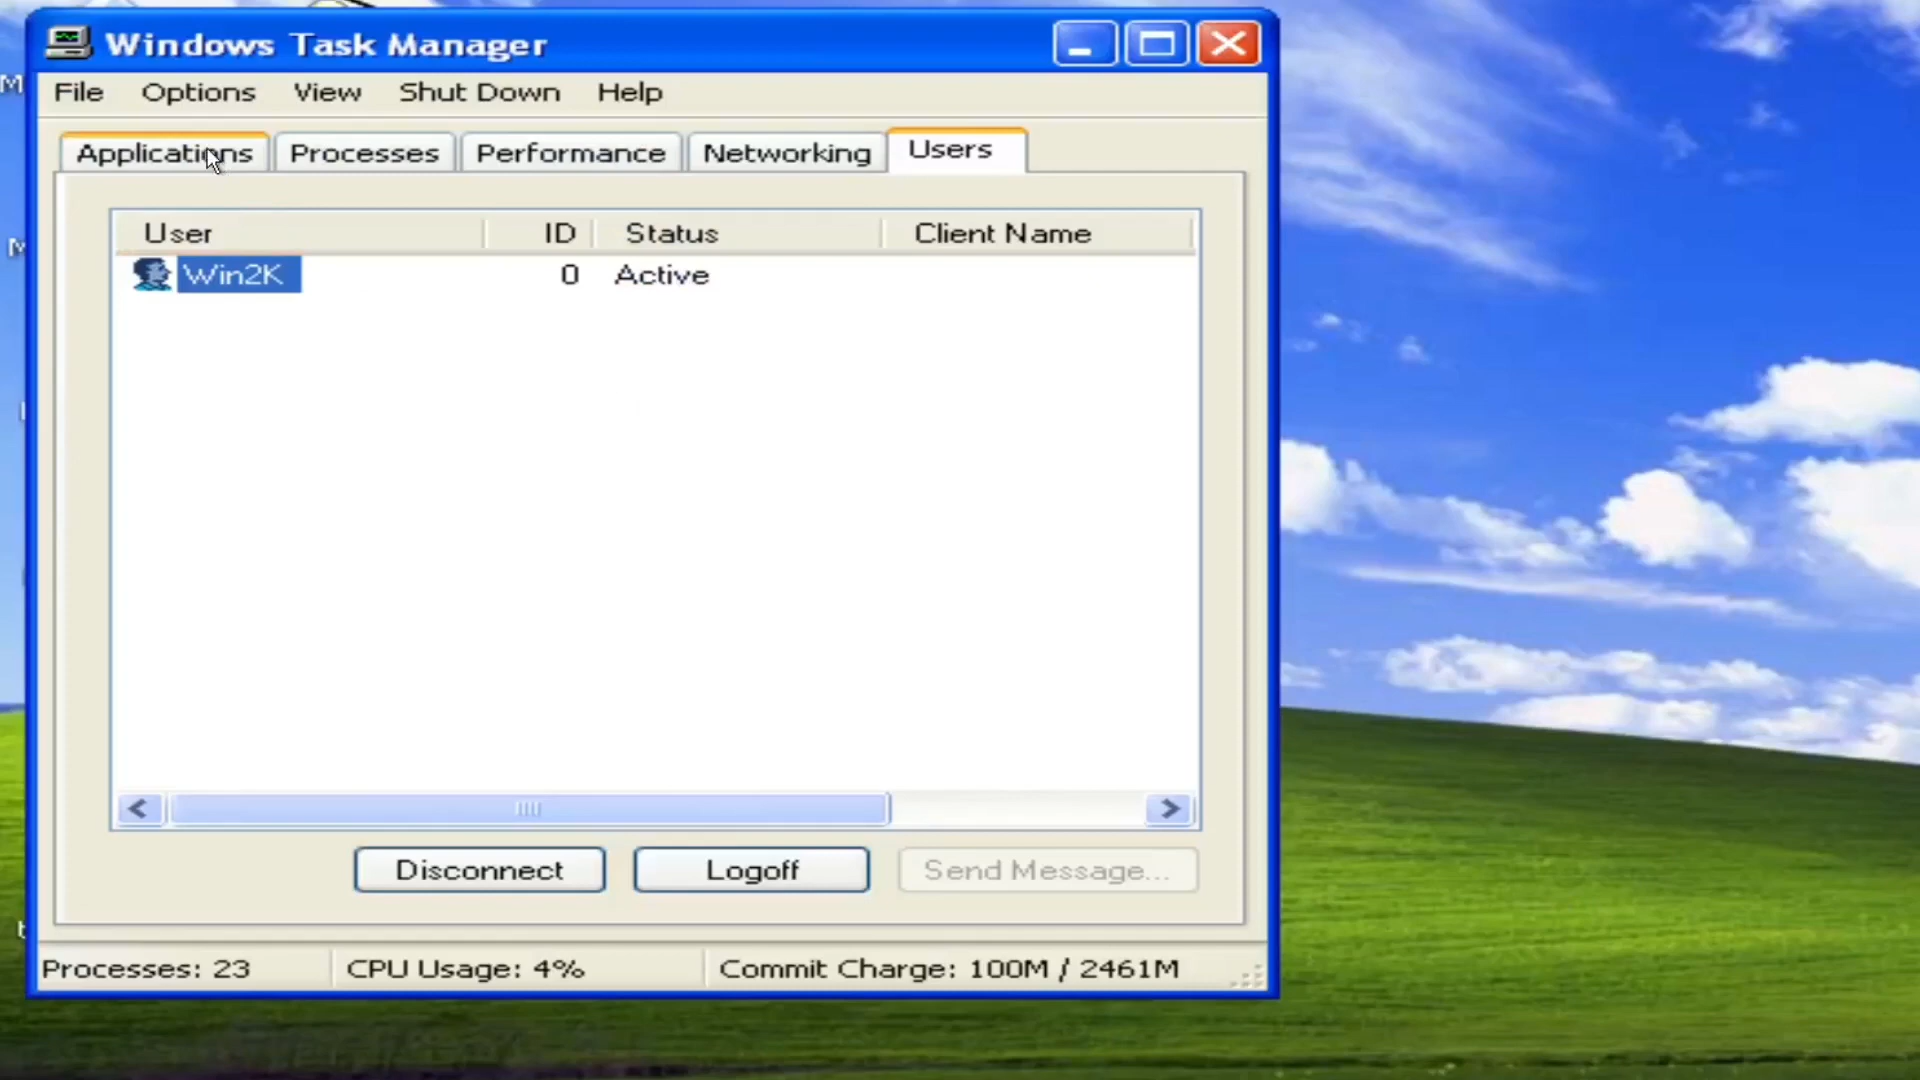 Windows Task Manager
File Options View Shut Down Help
Applications Processes Performance Networking Users
User ID Status Client Name
Win2K 0 Active
Disconnect Logoff Send Message...
Processes: 23 CPU Usage: 4% Commit Charge: 100M / 2461M